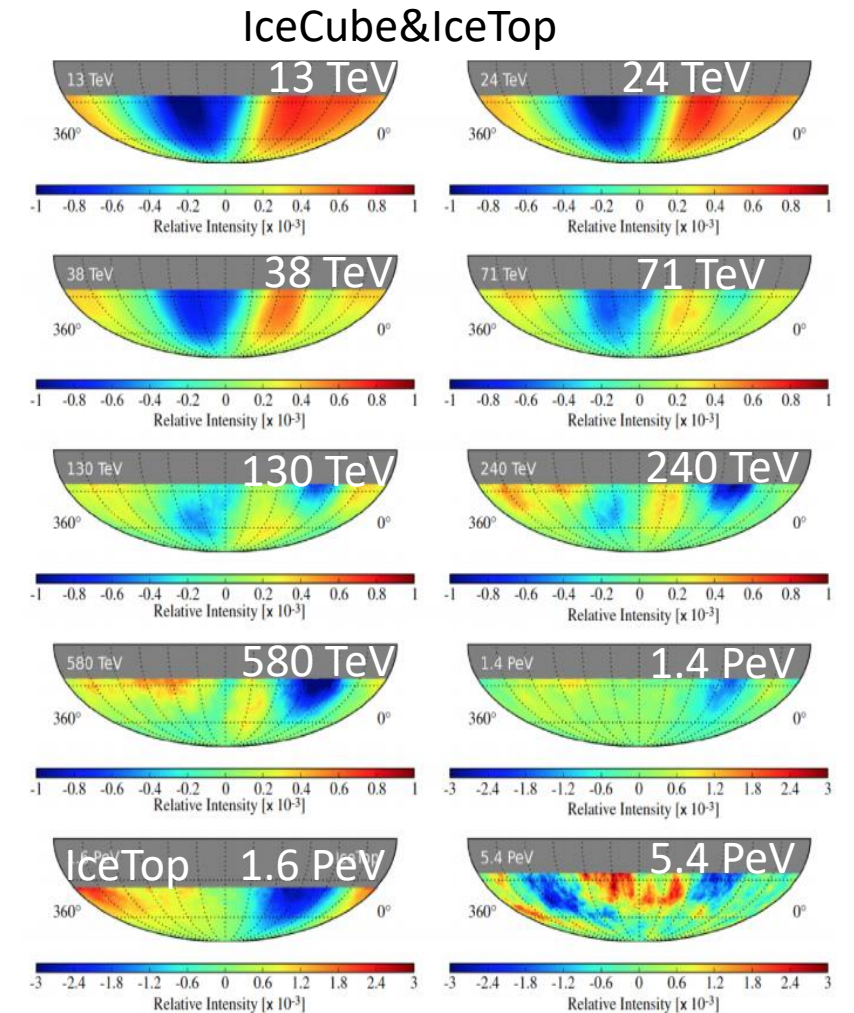 IceCube&IceTop
13 TeV 13 TeV
24 TeV 24 TeV
360° 0°
360° 0°
-1 -0.8 -0.6 -0.4 -0.2 0 0.2 0.4 0.6 0.8 1
Relative Intensity [x 10-3]
-1 -0.8 -0.6 -0.4 -0.2 0 0.2 0.4 0.6 0.8 1
Relative Intensity [x 10-3]
38 TeV 38 TeV
71 TeV 71 TeV
360° 0°
360° 0°
-1 -0.8 -0.6 -0.4 -0.2 0 0.2 0.4 0.6 0.8 1
Relative Intensity [x 10-3]
-1 -0.8 -0.6 -0.4 -0.2 0 0.2 0.4 0.6 0.8 1
Relative Intensity [x 10-3]
130 TeV 130 TeV
240 TeV 240 TeV
360° 0°
360° 0°
-1 -0.8 -0.6 -0.4 -0.2 0 0.2 0.4 0.6 0.8 1
Relative Intensity [x 10-3]
-1 -0.8 -0.6 -0.4 -0.2 0 0.2 0.4 0.6 0.8 1
Relative Intensity [x 10-3]
580 TeV 580 TeV
1.4 PeV 1.4 PeV
360° 0°
360° 0°
-1 -0.8 -0.6 -0.4 -0.2 0 0.2 0.4 0.6 0.8 1
Relative Intensity [x 10-3]
-3 -2.4 -1.8 -1.2 -0.6 0 0.6 1.2 1.8 2.4 3
Relative Intensity [x 10-3]
IceTop 1.6 PeV
5.4 PeV 5.4 PeV
360° 0°
360° 0°
-3 -2.4 -1.8 -1.2 -0.6 0 0.6 1.2 1.8 2.4 3
Relative Intensity [x 10-3]
-3 -2.4 -1.8 -1.2 -0.6 0 0.6 1.2 1.8 2.4 3
Relative Intensity [x 10-3]